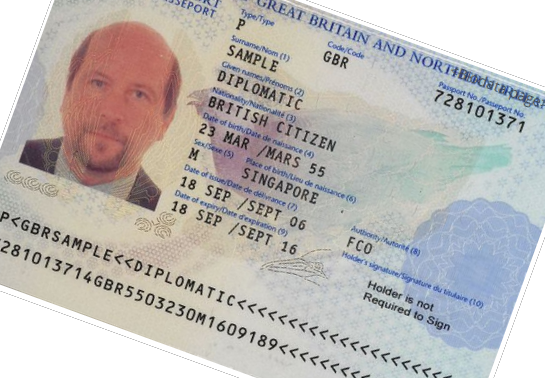 GREAT BRITAIN AND NORTHERN
PASSEPORT
Type/Type
P
Code/Code
GBR
Passport No./Passeport No.
728101371
Surname/Nom (1)
SAMPLE
Given names/Prénoms (2)
DIPLOMATIC
Nationality/Nationalité (3)
BRITISH CITIZEN
Date of birth/Date de naissance (4)
23 MAR /MARS 55
Sex/Sexe (5) Place of birth/Lieu de naissance (6)
M SINGAPORE
Date of issue/Date de délivrance (7)
18 SEP /SEPT 06
Authority/Autorité (8)
FCO
Date of expiry/Date d'expiration (9)
18 SEP /SEPT 16
Holder's signature/Signature du titulaire (10)
Holder is not
Required to Sign
P<GBRSAMPLE<<DIPLOMATIC<<<<<<<<<<<<<<<<<<
7281013714GBR5503230M1609189<<<<<<<<<